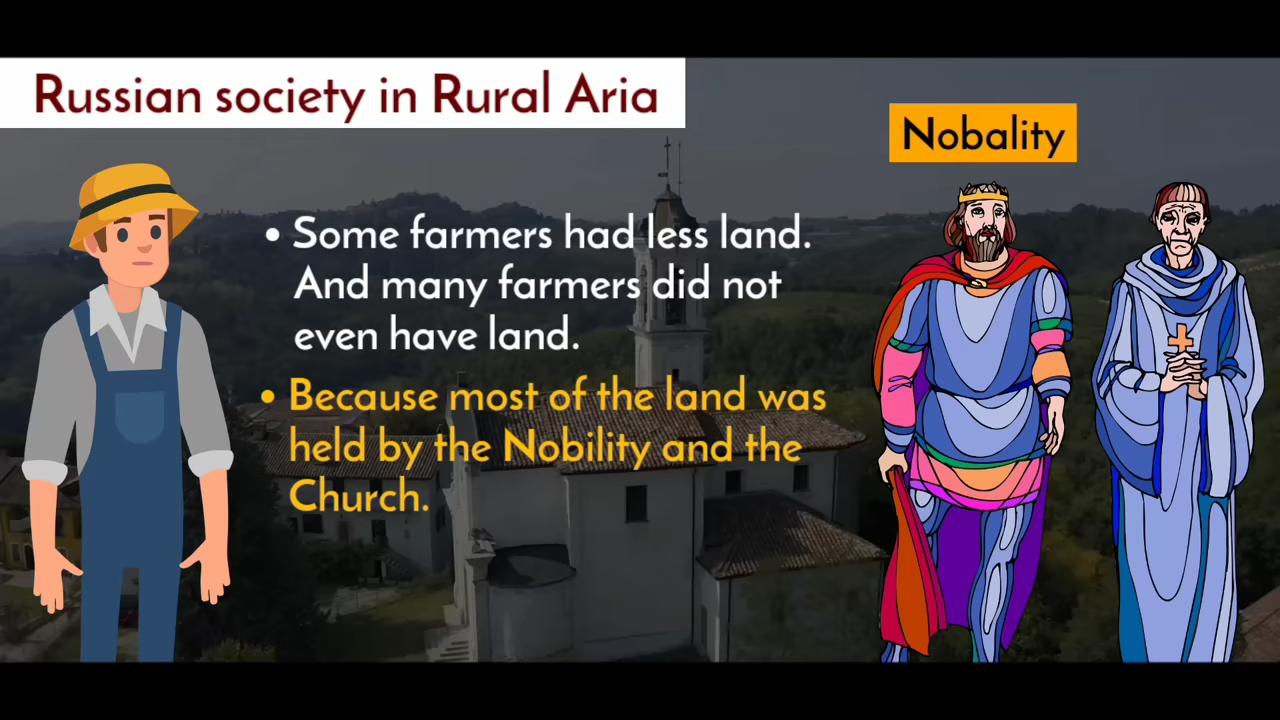 Russian society in Rural Aria
Nobality
• Some farmers had less land.
And many farmers did not
even have land.
• Because most of the land was
held by the Nobility and the
Church.